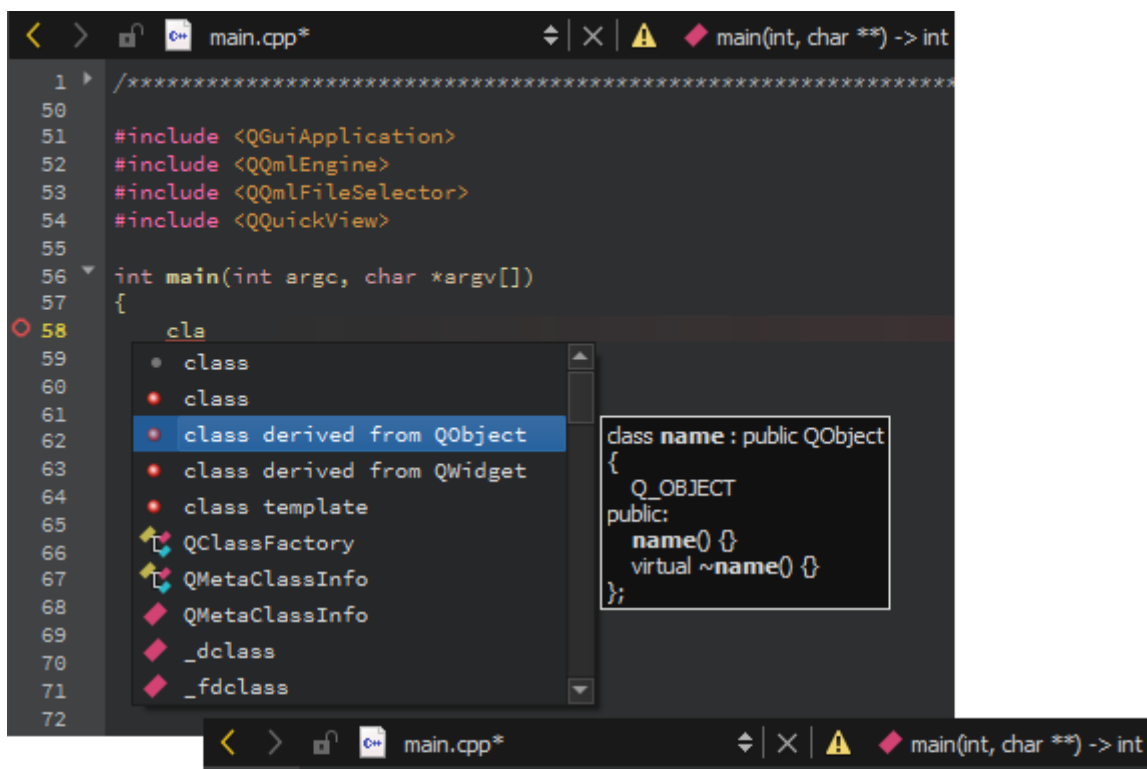 main.cpp* main(int, char **) -> int
1 /****************************************************************
50
51 #include <QGuiApplication>
52 #include <QQmlEngine>
53 #include <QQmlFileSelector>
54 #include <QQuickView>
55
56 int main(int argc, char *argv[])
57 {
58 cla
59 class
60
61 class
62 class derived from QObject
63 class derived from QWidget
64
65 class template
66 QClassFactory
67 QMetaClassInfo
68 QMetaClassInfo
69
70 _dclass
71 _fdclass
72
class name : public QObject
{
Q_OBJECT
public:
name() {}
virtual ~name() {}
};
C++ main.cpp* main(int, char **) -> int